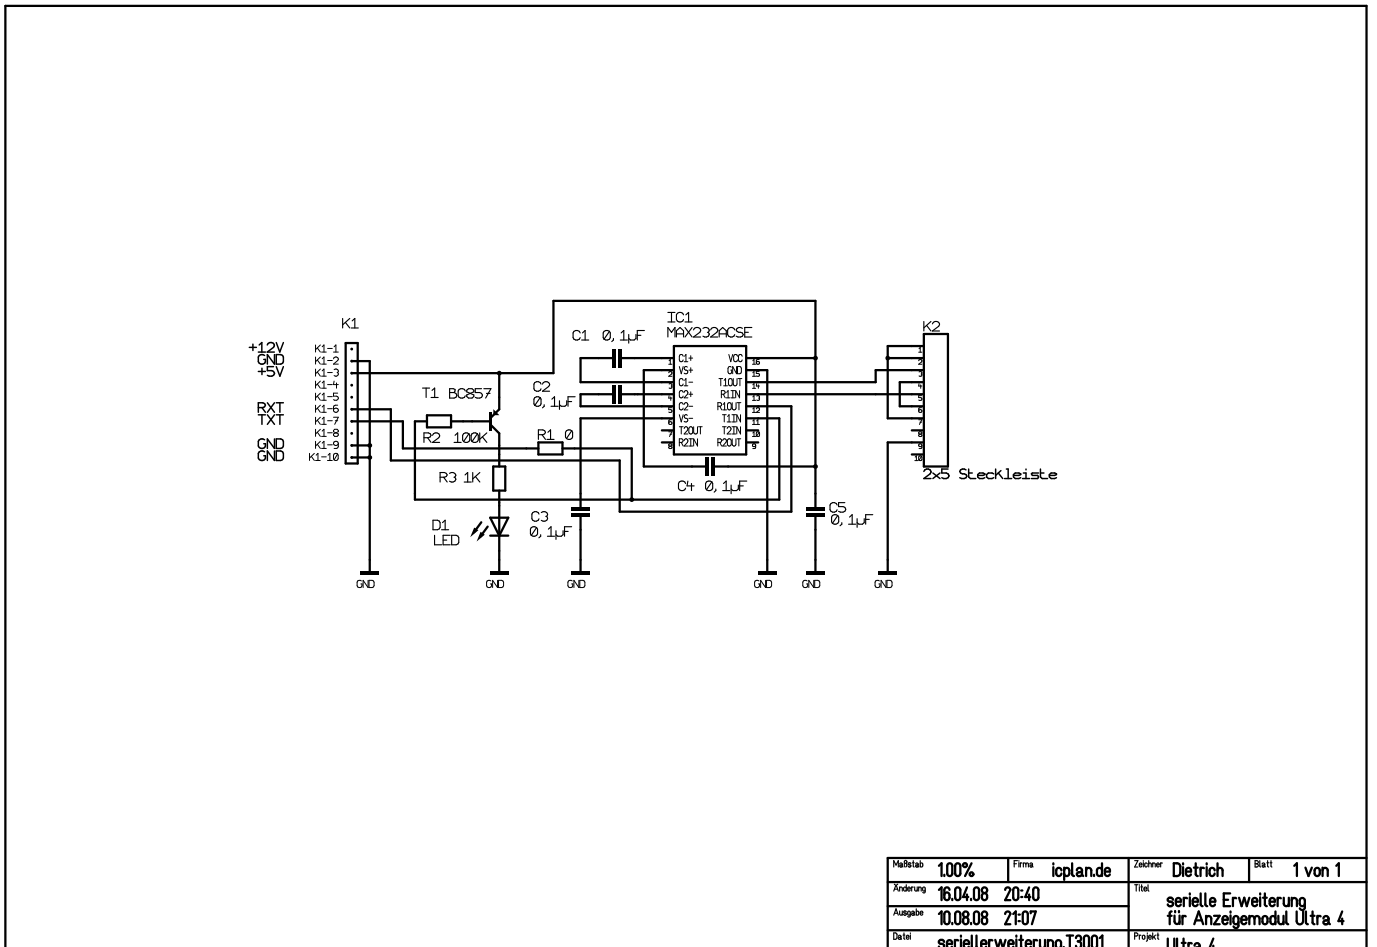 K1
+12V K1-1
GND K1-2
+5V K1-3
K1-4
K1-5
RXT K1-6
TXT K1-7
K1-8
GND K1-9
GND K1-10
T1 BC857
R2 100K
R3 1K
R1 0
D1
LED
C1 0,1µF
C2
0,1µF
C3
0,1µF
C4 0,1µF
C5
0,1µF
IC1
MAX232ACSE
1 C1+ VCC 16
2 VS+ GND 15
3 C1- T1OUT 14
4 C2+ R1IN 13
5 C2- R1OUT 12
6 VS- T1IN 11
7 T2OUT T2IN 10
8 R2IN R2OUT 9
K2
1
2
3
4
5
6
7
8
9
10
2x5 Steckleiste
GND GND GND GND GND GND
Maßstab 1.00% Firma icplan.de Zeichner Dietrich Blatt 1 von 1
Änderung 16.04.08 20:40 Titel
serielle Erweiterung
Ausgabe 10.08.08 21:07 für Anzeigemodul Ultra 4
Datei seriellerweiterung.T3001 Projekt Ultra 4